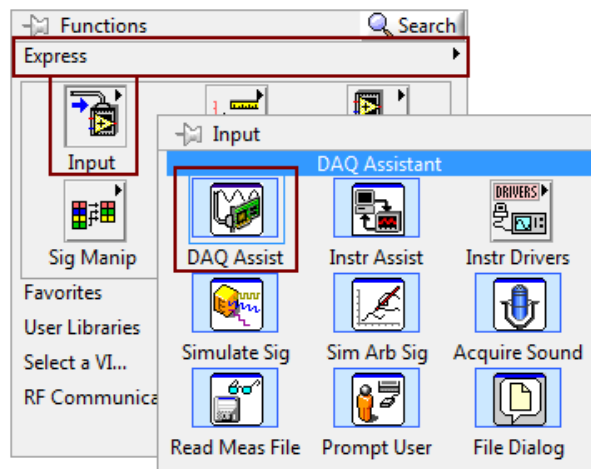 Functions
Search
Express
Input
Input
DAQ Assistant
DRIVERS
Sig Manip
DAQ Assist
Instr Assist
Instr Drivers
Favorites
User Libraries
Simulate Sig
Sim Arb Sig
Acquire Sound
Select a VI...
RF Communica
Read Meas File
Prompt User
File Dialog